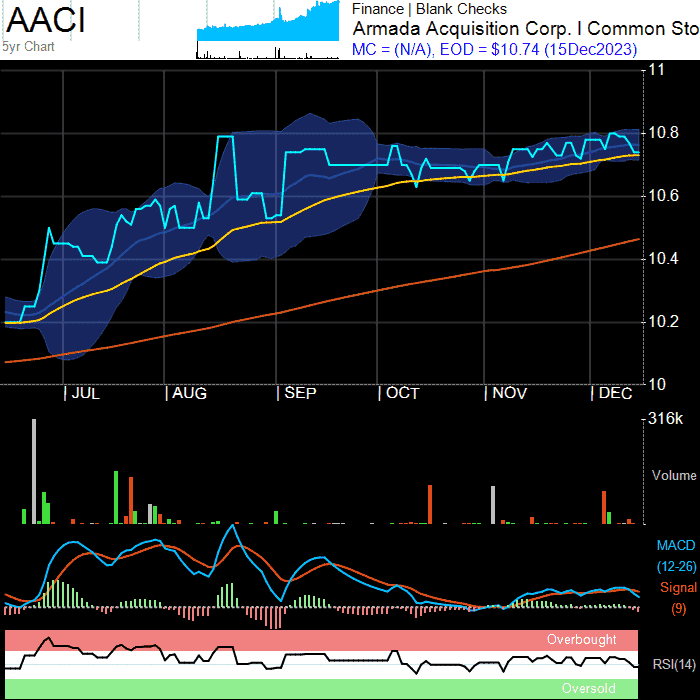 AACI
5yr Chart
Finance | Blank Checks
Armada Acquisition Corp. I Common Sto
MC = (N/A), EOD = $10.74 (15Dec2023)
11
10.8
10.6
10.4
10.2
10
| JUL | AUG | SEP | OCT | NOV | DEC
316k
Volume
MACD
(12-26)
Signal
(9)
Overbought
RSI(14)
Oversold